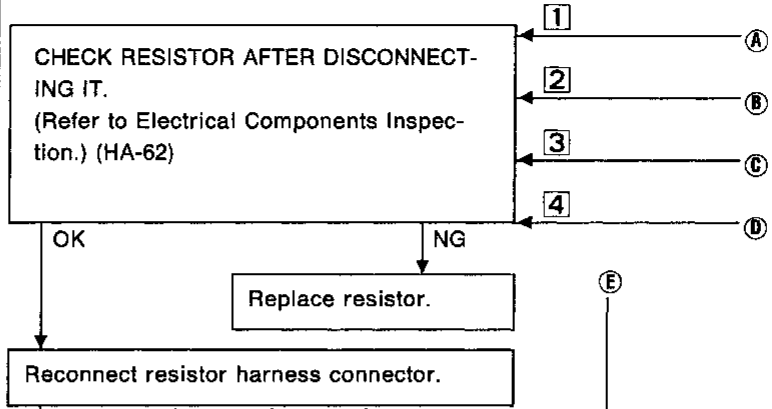 1
A
CHECK RESISTOR AFTER DISCONNECT-
ING IT.
2
B
(Refer to Electrical Components Inspec-
tion.) (HA-62)
3
C
4
D
OK
NG
E
Replace resistor.
Reconnect resistor harness connector.